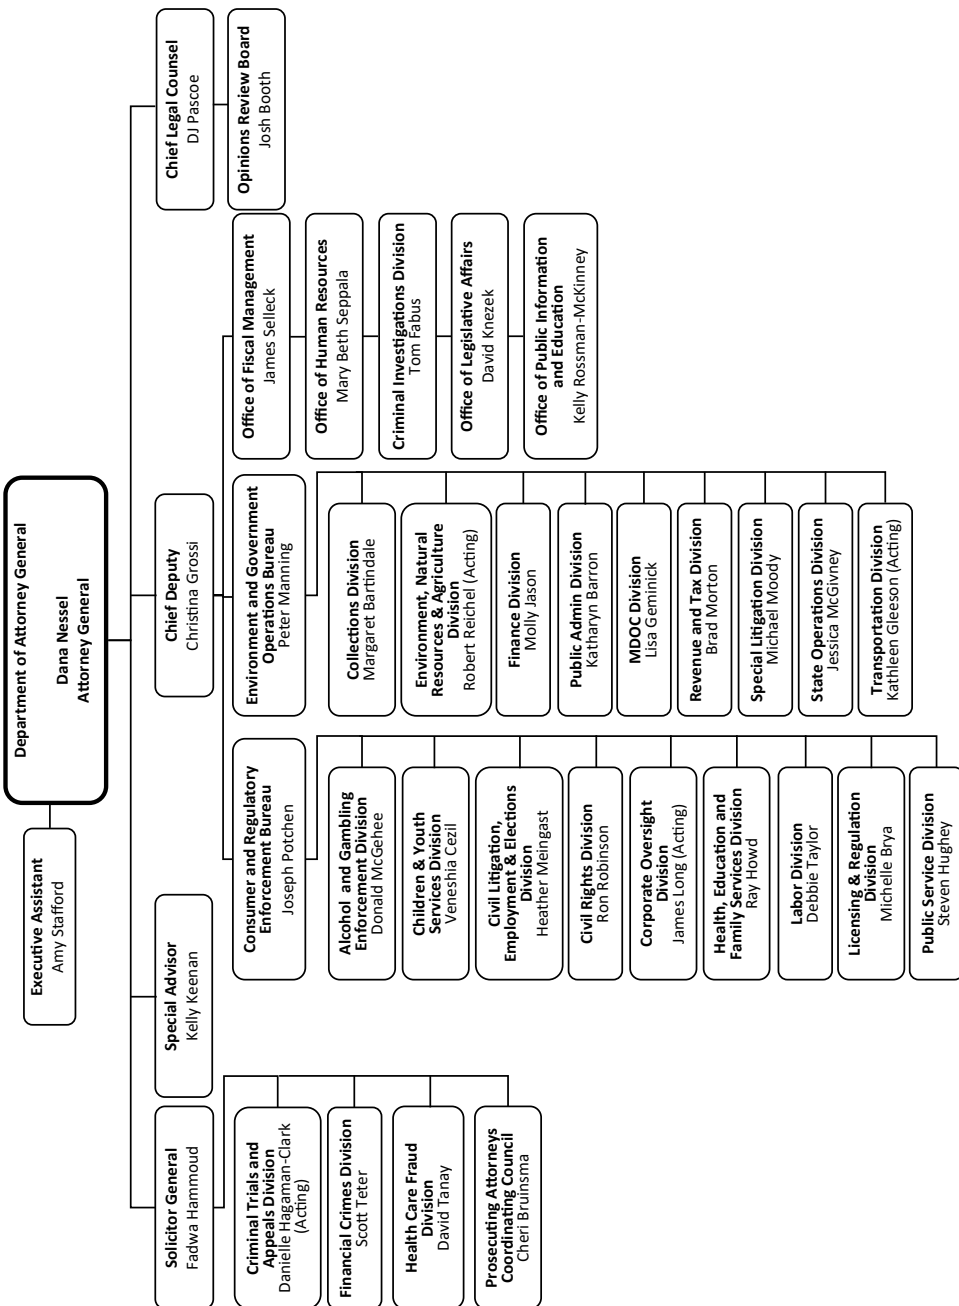 Department of Attorney General
Dana Nessel
Attorney General
Executive Assistant
Amy Stafford
Solicitor General
Fadwa Hammoud
Special Advisor
Kelly Keenan
Chief Deputy
Christina Grossi
Chief Legal Counsel
DJ Pascoe
Criminal Trials and
Appeals Division
Danielle Hagaman-Clark
(Acting)
Financial Crimes Division
Scott Teter
Health Care Fraud
Division
David Tanay
Prosecuting Attorneys
Coordinating Council
Cheri Bruinsma
Consumer and Regulatory
Enforcement Bureau
Joseph Potchen
Alcohol and Gambling
Enforcement Division
Donald McGehee
Children & Youth
Services Division
Veneshia Cezil
Civil Litigation,
Employment & Elections
Division
Heather Meingast
Civil Rights Division
Ron Robinson
Corporate Oversight
Division
James Long (Acting)
Health, Education and
Family Services Division
Ray Howd
Labor Division
Debbie Taylor
Licensing & Regulation
Division
Michelle Brya
Public Service Division
Steven Hughey
Environment and Government
Operations Bureau
Peter Manning
Collections Division
Margaret Bartindale
Environment, Natural
Resources & Agriculture
Division
Robert Reichel (Acting)
Finance Division
Molly Jason
Public Admin Division
Katharyn Barron
MDOC Division
Lisa Geminick
Revenue and Tax Division
Brad Morton
Special Litigation Division
Michael Moody
State Operations Division
Jessica McGivney
Transportation Division
Kathleen Gleeson (Acting)
Office of Fiscal Management
James Selleck
Office of Human Resources
Mary Beth Seppala
Criminal Investigations Division
Tom Fabus
Office of Legislative Affairs
David Knezek
Office of Public Information
and Education
Kelly Rossman-McKinney
Opinions Review Board
Josh Booth